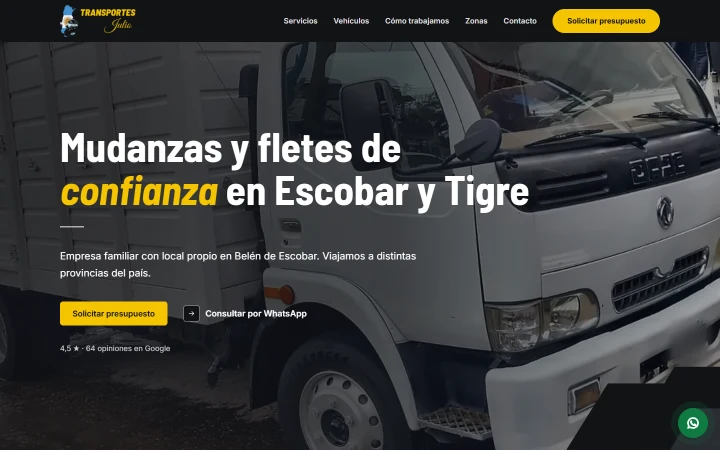 TRANSPORTES
Julio
Servicios
Vehículos
Cómo trabajamos
Zonas
Contacto
Solicitar presupuesto
Mudanzas y fletes de
confianza en Escobar y Tigre
Empresa familiar con local propio en Belén de Escobar. Viajamos a distintas
provincias del país.
Solicitar presupuesto
→ Consultar por WhatsApp
4,5 ★ · 64 opiniones en Google